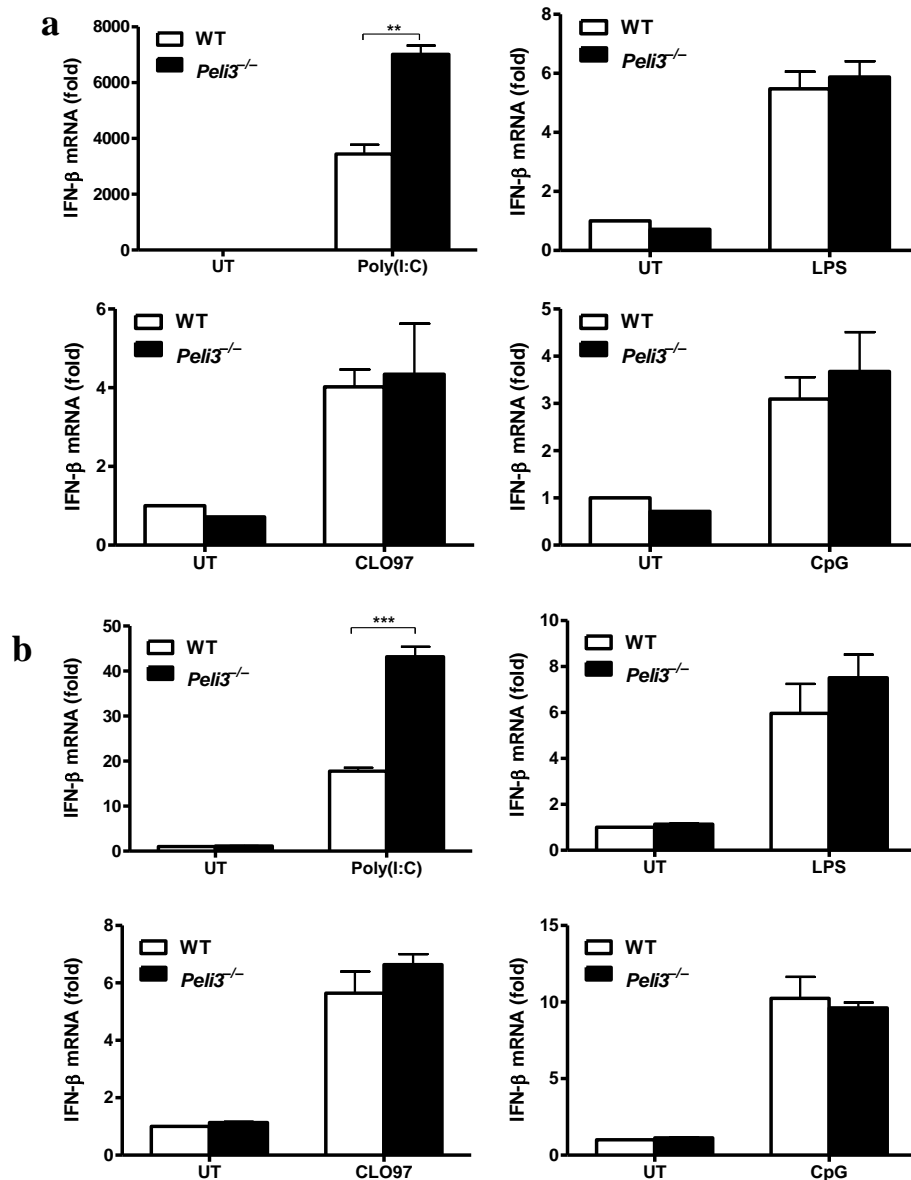 a
IFN-β mRNA (fold)
8000
6000
4000
2000
0
WT
Peli3–/–
**
UT
Poly(I:C)
IFN-β mRNA (fold)
8
6
4
2
0
WT
Peli3–/–
UT
LPS
IFN-β mRNA (fold)
6
4
2
0
WT
Peli3–/–
UT
CLO97
IFN-β mRNA (fold)
5
4
3
2
1
0
WT
Peli3–/–
UT
CpG
b
IFN-β mRNA (fold)
50
40
30
20
10
0
WT
Peli3–/–
***
UT
Poly(I:C)
IFN-β mRNA (fold)
10
8
6
4
2
0
WT
Peli3–/–
UT
LPS
IFN-β mRNA (fold)
8
6
4
2
0
WT
Peli3–/–
UT
CLO97
IFN-β mRNA (fold)
15
10
5
0
WT
Peli3–/–
UT
CpG